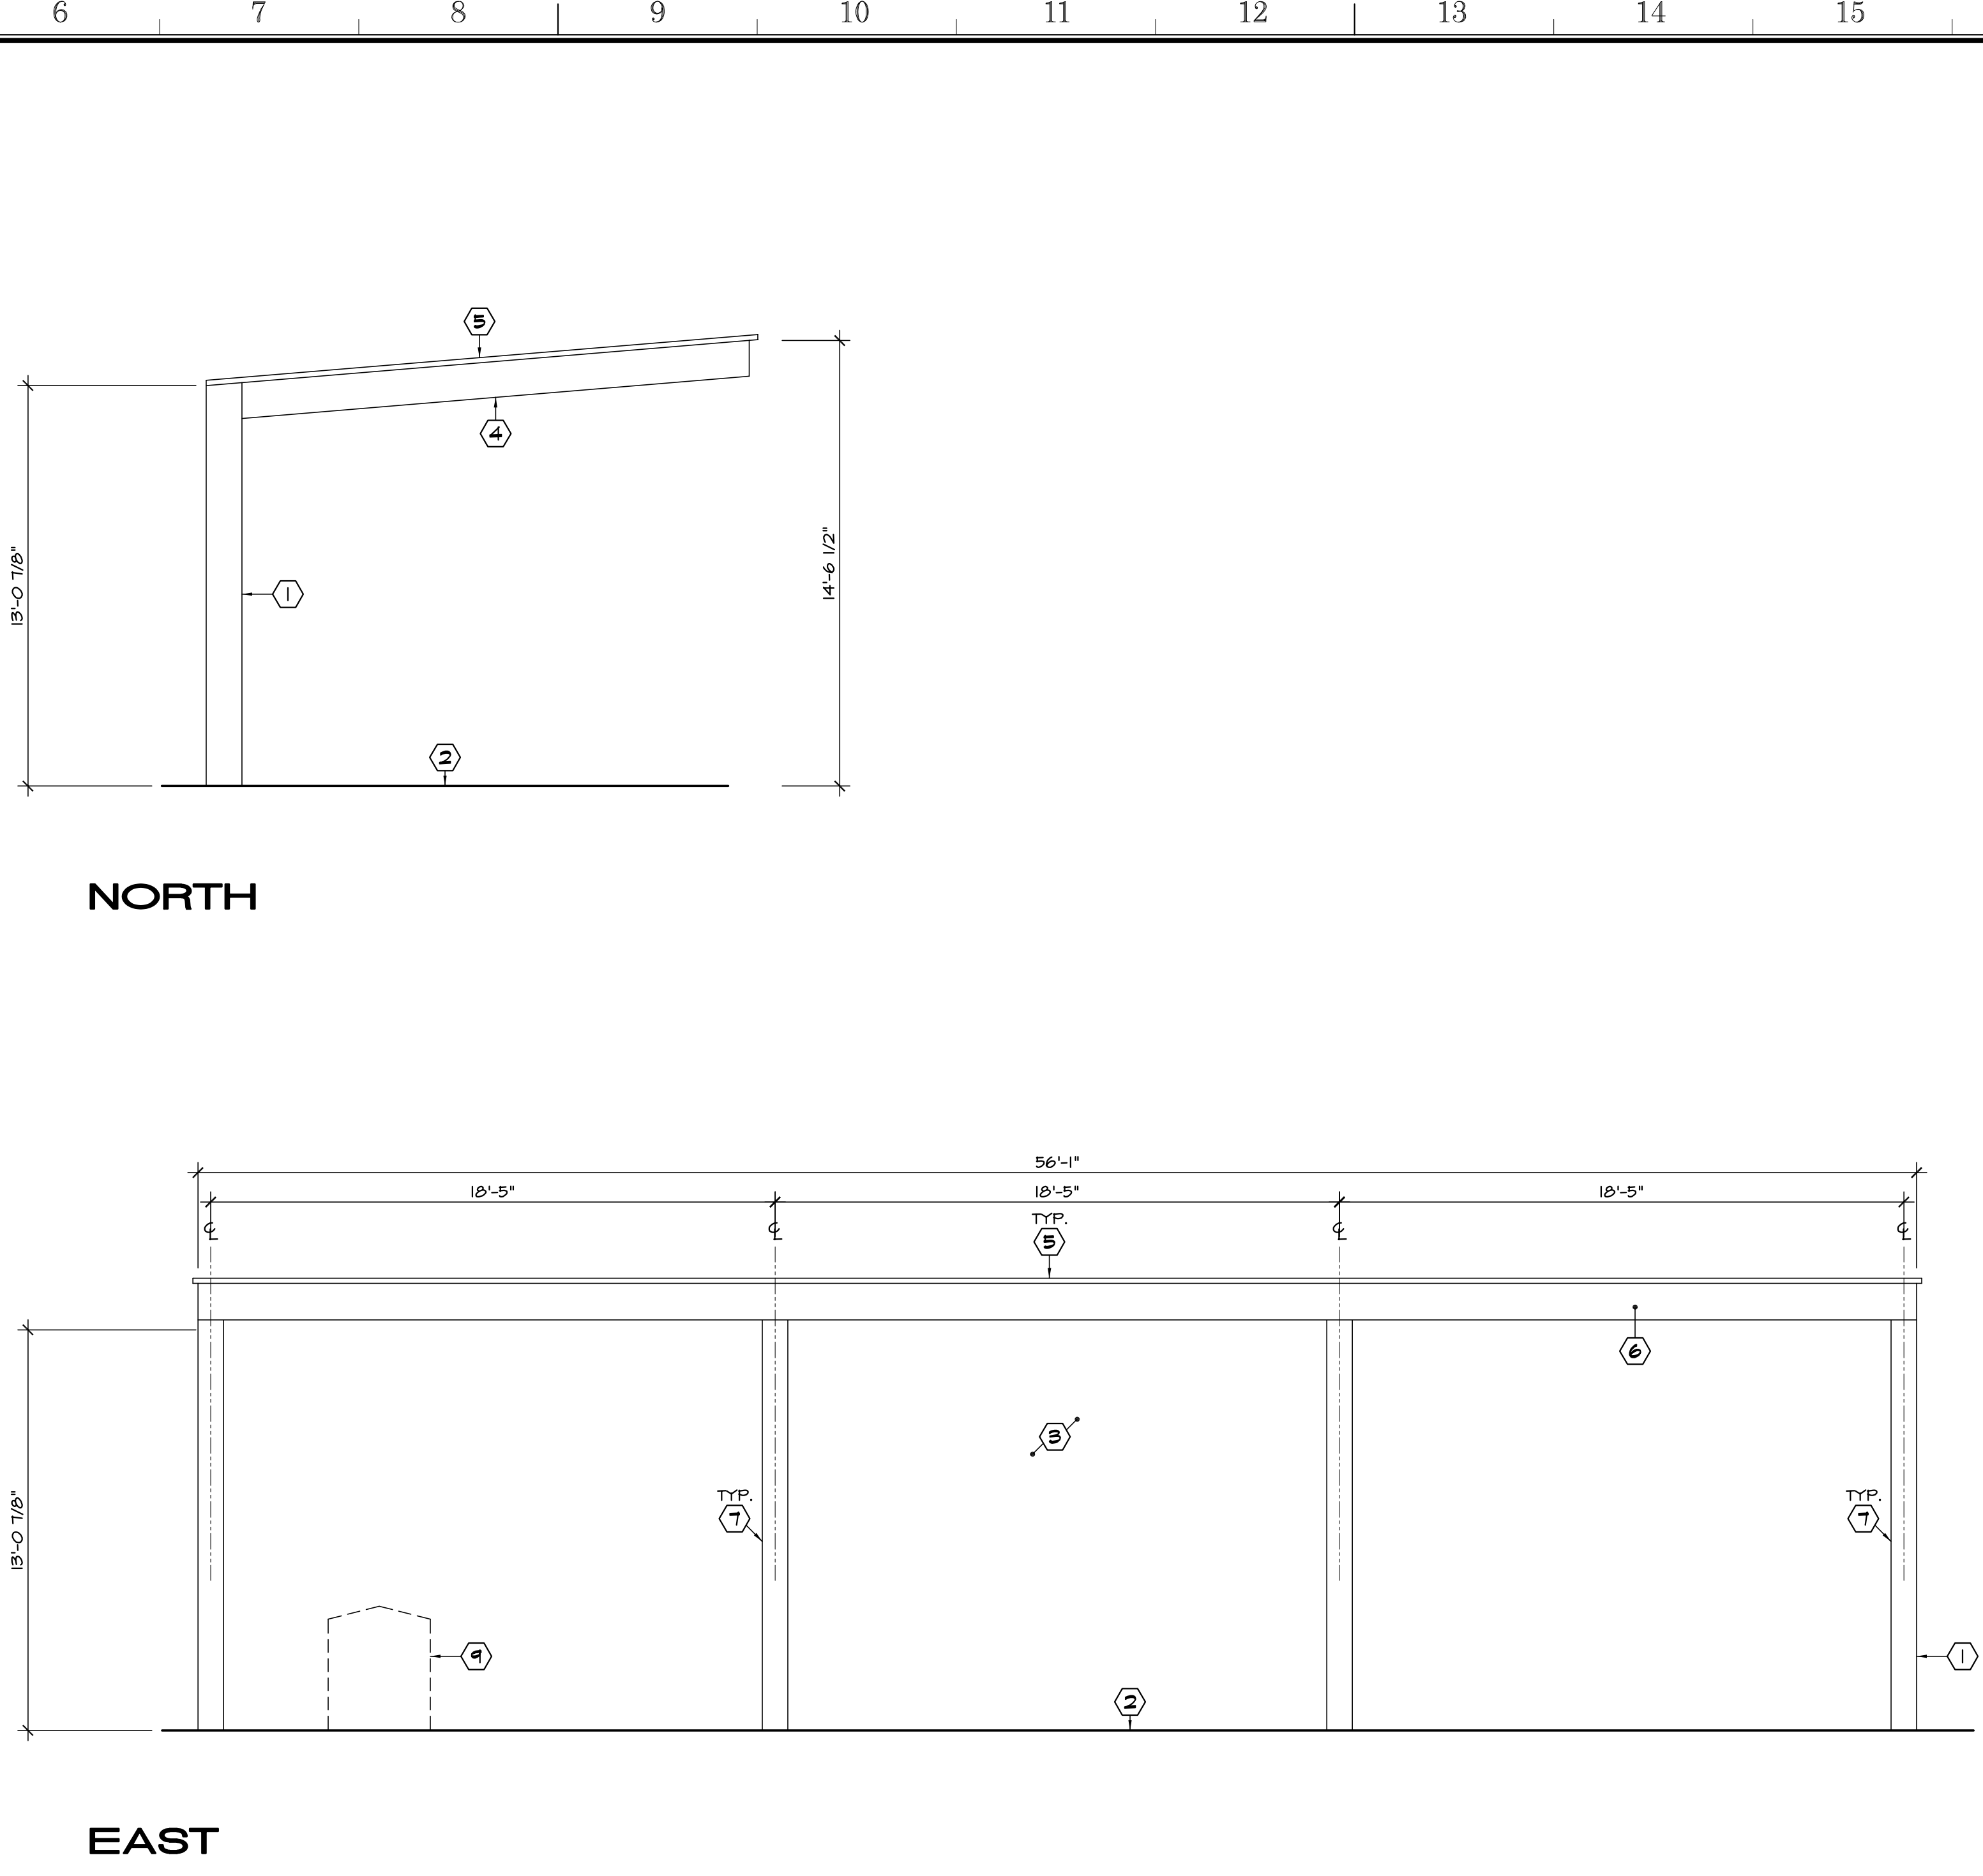 6 7 8 9 10 11 12 13 14 15
5
4
13'-0 7/8"
14'-6 1/2"
1
2
NORTH
56'-1"
18'-5" 18'-5" 18'-5"
℄ ℄ ℄ ℄
TYP.
5
6
3
13'-0 7/8"
TYP. TYP.
7 7
9
1
2
EAST